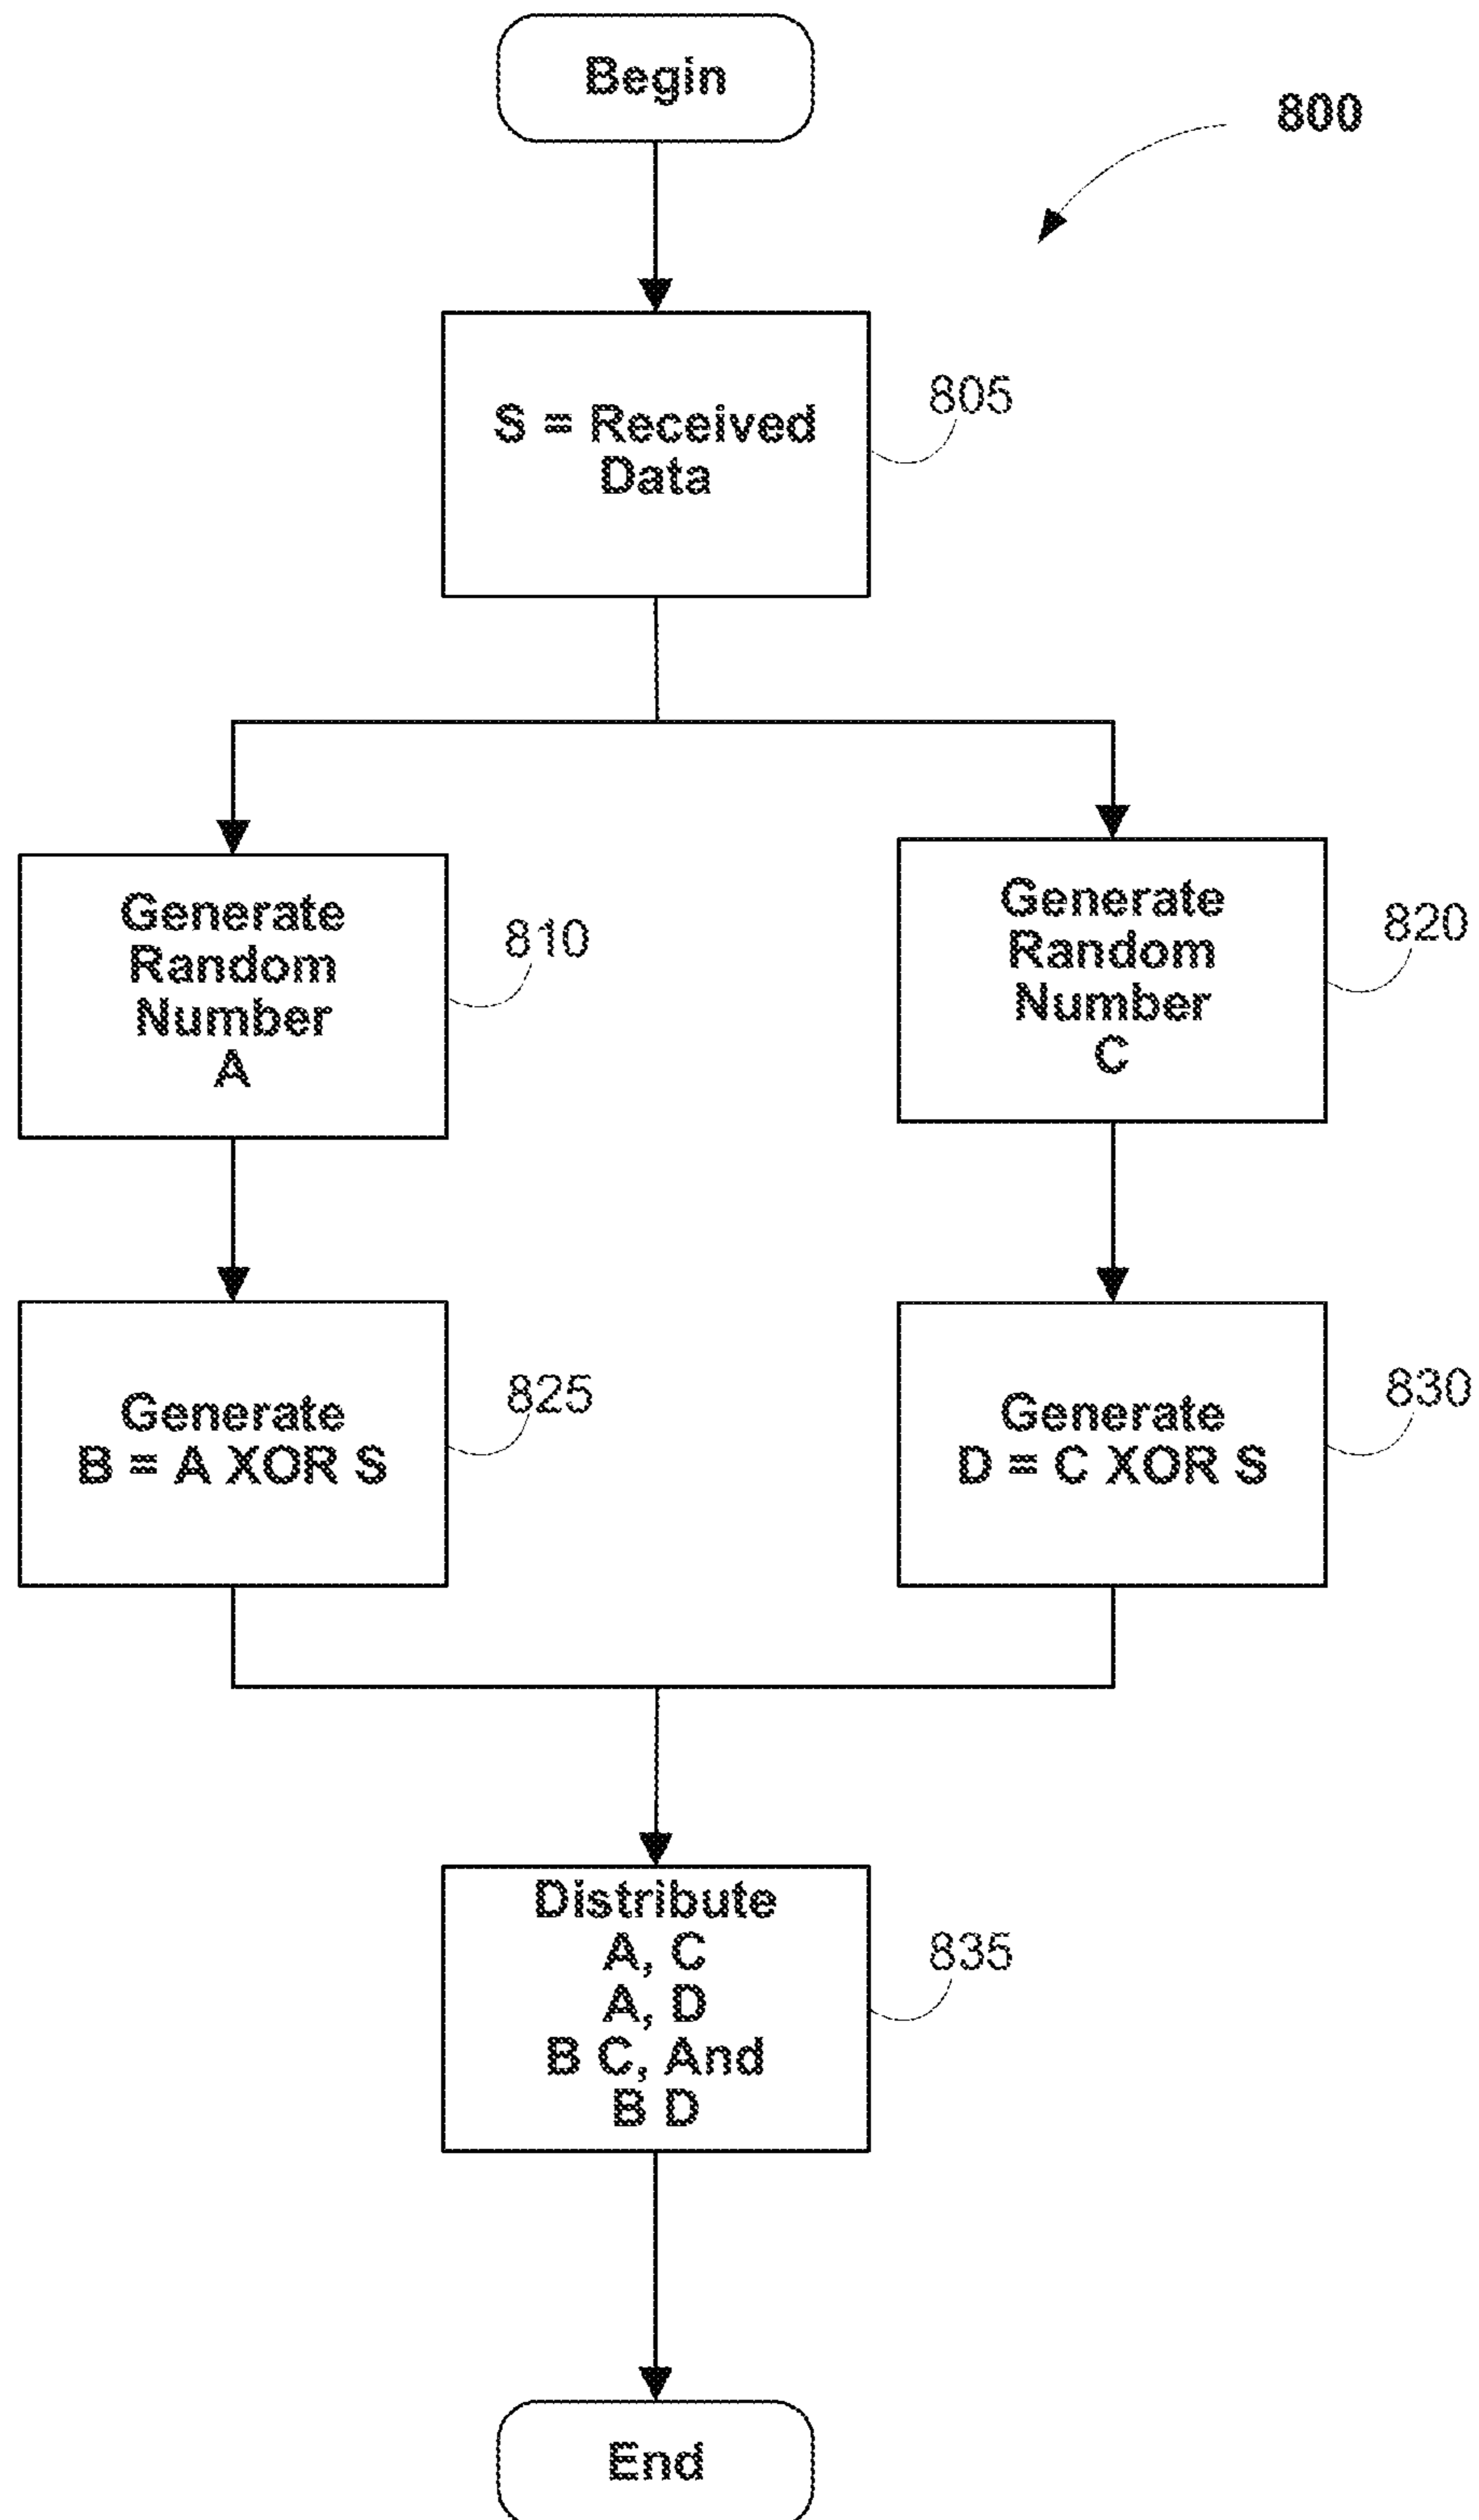 Begin
800
S = Received
Data
805
Generate
Random
Number
A
810
Generate
Random
Number
C
820
Generate
B = A XOR S
825
Generate
D = C XOR S
830
Distribute
A, C
A, D
B C, And
B D
835
End